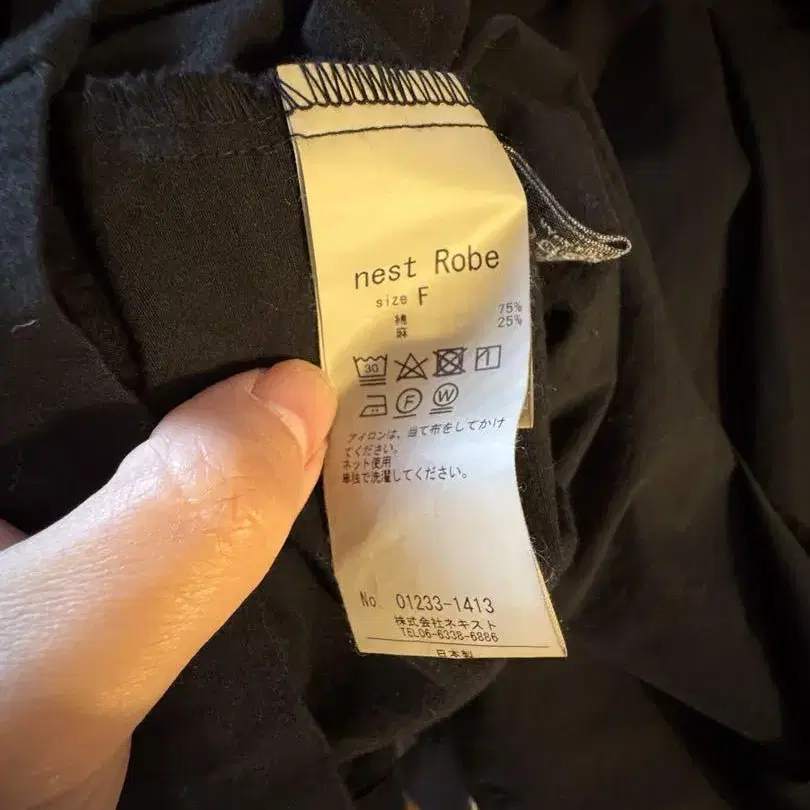 nest Robe
size F
綿 75%
麻 25%
30
F W
アイロンは、当て布をしてかけ
てください。
ネット使用
単独で洗濯してください。
No. 01233-1413
株式会社ネキスト
TEL06-6338-6886
日本製